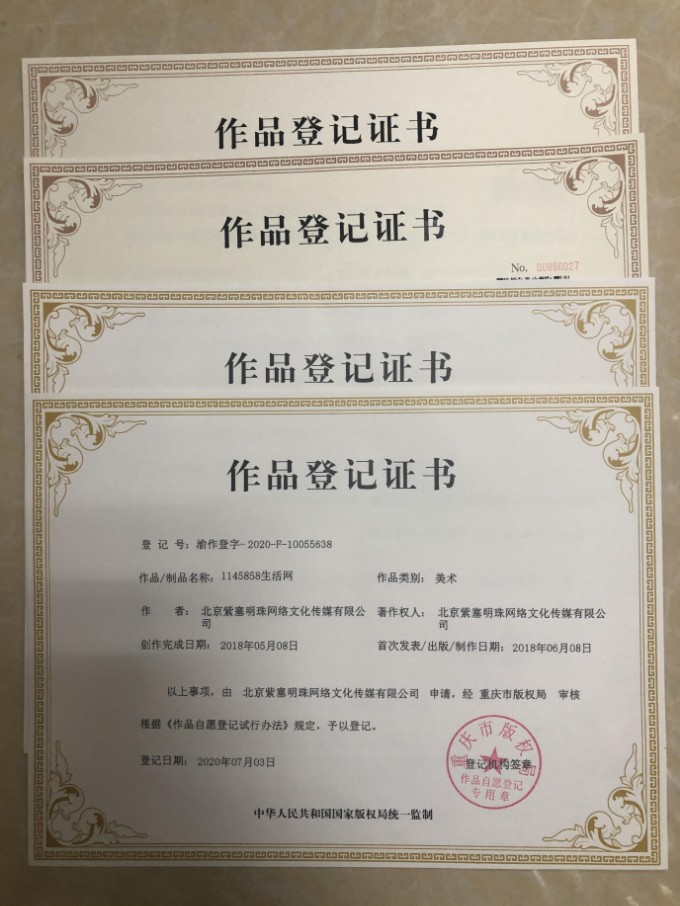 作品登记证书
作品登记证书
No. 00986027
作品登记证书
作品登记证书
登 记 号：渝作登字-2020-F-10055638
作品/制品名称：1145858生活网 作品类别：美术
作 者：北京紫塞明珠网络文化传媒有限公 著作权人：北京紫塞明珠网络文化传媒有限公
司 司
创作完成日期：2018年05月08日 首次发表/出版/制作日期：2018年06月08日
以上事项，由 北京紫塞明珠网络文化传媒有限公司 申请，经 重庆市版权局 审核
根据《作品自愿登记试行办法》规定，予以登记。
登记日期：2020年07月03日 登记机构签章
重庆市版权局
作品自愿登记
专用章
中华人民共和国国家版权局统一监制